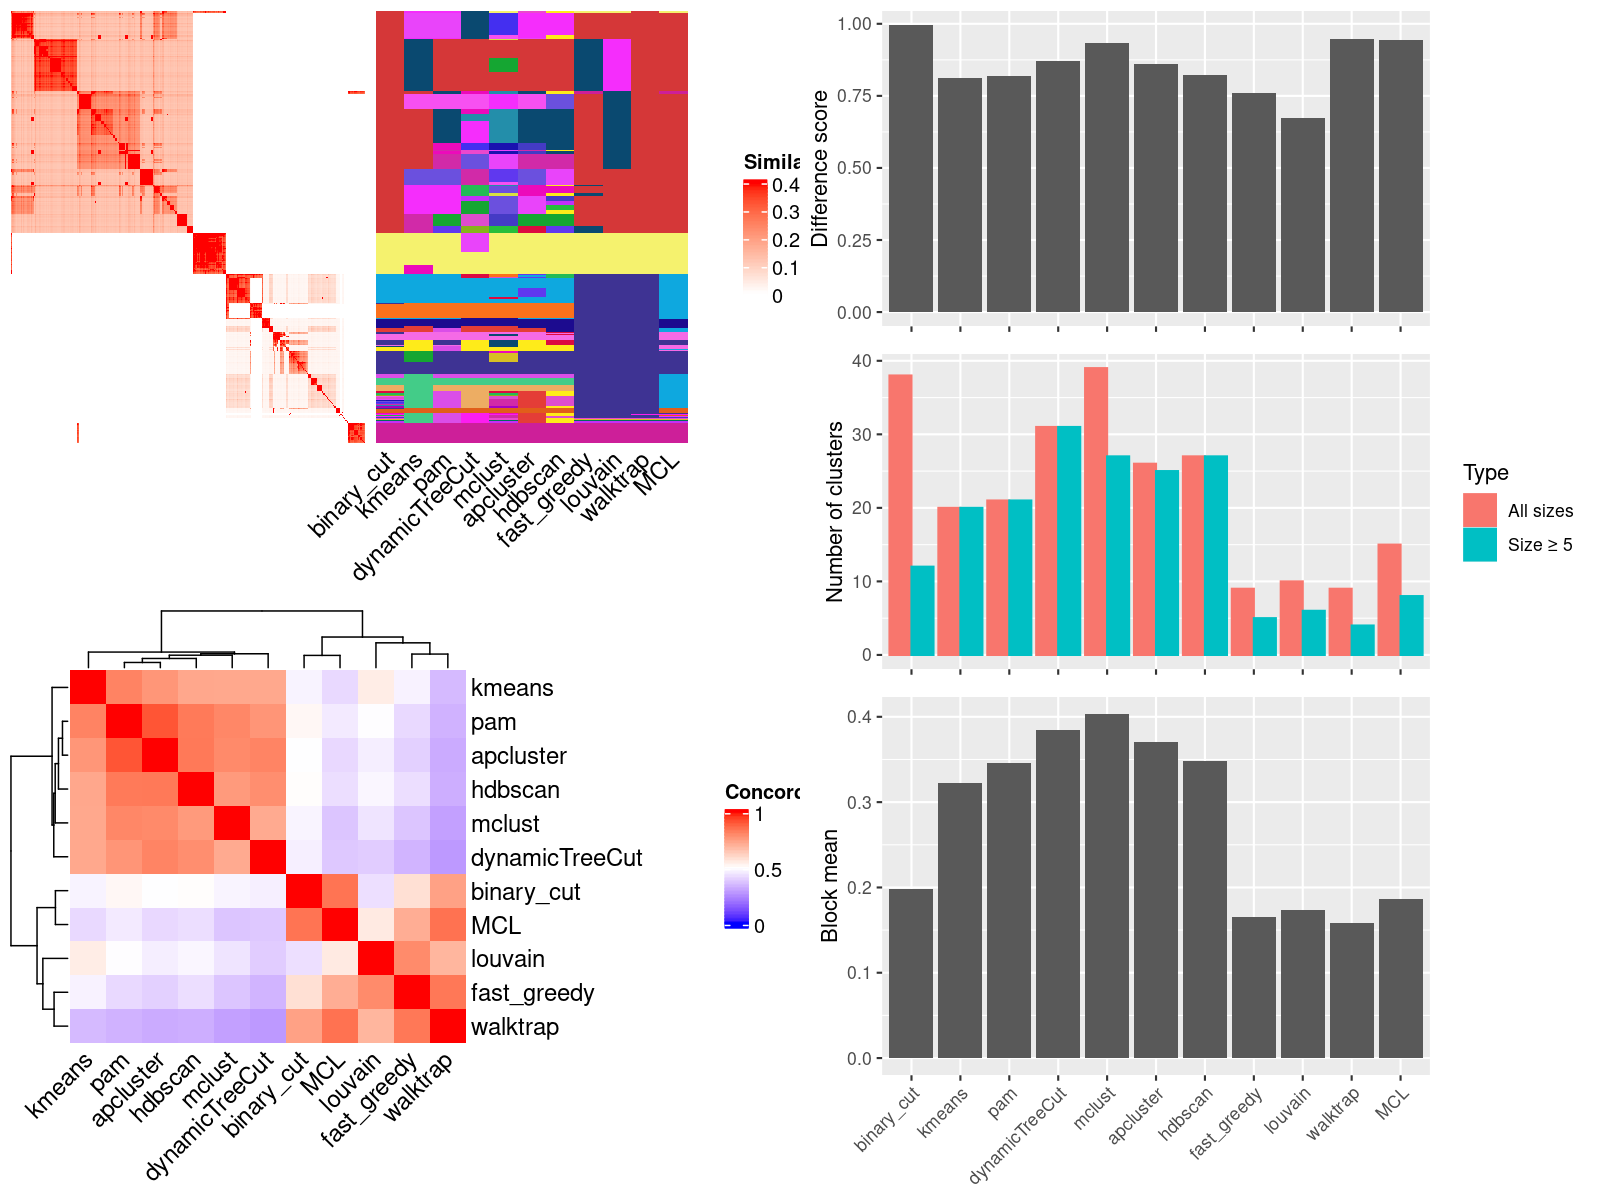 Simila
0.4
0.3
0.2
0.1
0
binary_cut
kmeans
pam
dynamicTreeCut
mclust
apcluster
hdbscan
fast_greedy
louvain
walktrap
MCL
kmeans
pam
apcluster
hdbscan
mclust
dynamicTreeCut
binary_cut
MCL
louvain
fast_greedy
walktrap
kmeans
pam
apcluster
hdbscan
mclust
dynamicTreeCut
binary_cut
MCL
louvain
fast_greedy
walktrap
Concord
1
0.5
0
Difference score
1.00
0.75
0.50
0.25
0.00
Number of clusters
40
30
20
10
0
Type
All sizes
Size ≥ 5
Block mean
0.4
0.3
0.2
0.1
0.0
binary_cut
kmeans
pam
dynamicTreeCut
mclust
apcluster
hdbscan
fast_greedy
louvain
walktrap
MCL